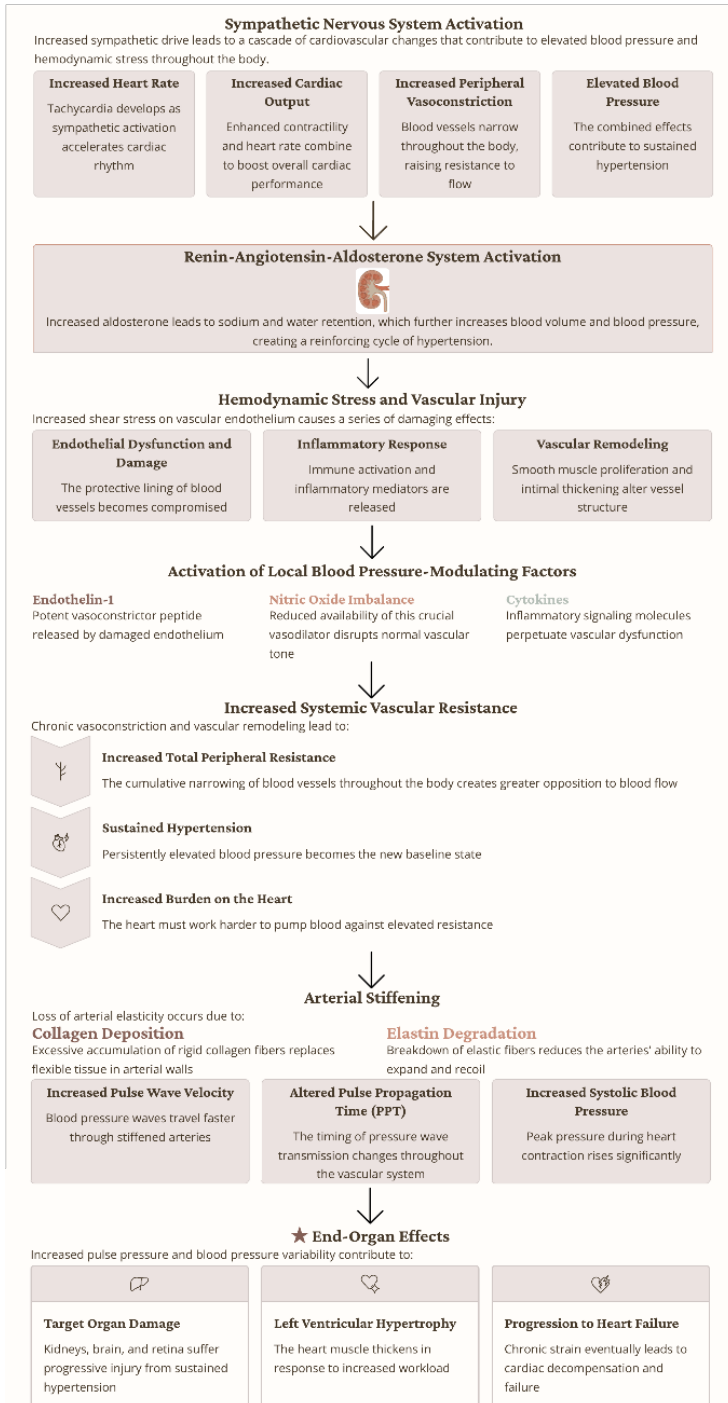 Sympathetic Nervous System Activation
Increased sympathetic drive leads to a cascade of cardiovascular changes that contribute to elevated blood pressure and
hemodynamic stress throughout the body.
Increased Heart Rate
Tachycardia develops as
sympathetic activation
accelerates cardiac
rhythm
Increased Cardiac
Output
Enhanced contractility
and heart rate combine
to boost overall cardiac
performance
Increased Peripheral
Vasoconstriction
Blood vessels narrow
throughout the body,
raising resistance to
flow
Elevated Blood
Pressure
The combined effects
contribute to sustained
hypertension
Renin-Angiotensin-Aldosterone System Activation
Increased aldosterone leads to sodium and water retention, which further increases blood volume and blood pressure,
creating a reinforcing cycle of hypertension.
Hemodynamic Stress and Vascular Injury
Increased shear stress on vascular endothelium causes a series of damaging effects:
Endothelial Dysfunction and
Damage
The protective lining of blood
vessels becomes compromised
Inflammatory Response
Immune activation and
inflammatory mediators are
released
Vascular Remodeling
Smooth muscle proliferation and
intimal thickening alter vessel
structure
Activation of Local Blood Pressure-Modulating Factors
Endothelin-1
Potent vasoconstrictor peptide
released by damaged endothelium
Nitric Oxide Imbalance
Reduced availability of this crucial
vasodilator disrupts normal vascular
tone
Cytokines
Inflammatory signaling molecules
perpetuate vascular dysfunction
Increased Systemic Vascular Resistance
Chronic vasoconstriction and vascular remodeling lead to:
Increased Total Peripheral Resistance
The cumulative narrowing of blood vessels throughout the body creates greater opposition to blood flow
Sustained Hypertension
Persistently elevated blood pressure becomes the new baseline state
Increased Burden on the Heart
The heart must work harder to pump blood against elevated resistance
Arterial Stiffening
Loss of arterial elasticity occurs due to:
Collagen Deposition
Excessive accumulation of rigid collagen fibers replaces
flexible tissue in arterial walls
Elastin Degradation
Breakdown of elastic fibers reduces the arteries' ability to
expand and recoil
Increased Pulse Wave Velocity
Blood pressure waves travel faster
through stiffened arteries
Altered Pulse Propagation
Time (PPT)
The timing of pressure wave
transmission changes throughout
the vascular system
Increased Systolic Blood
Pressure
Peak pressure during heart
contraction rises significantly
End-Organ Effects
Increased pulse pressure and blood pressure variability contribute to:
Target Organ Damage
Kidneys, brain, and retina suffer
progressive injury from sustained
hypertension
Left Ventricular Hypertrophy
The heart muscle thickens in
response to increased workload
Progression to Heart Failure
Chronic strain eventually leads to
cardiac decompensation and
failure